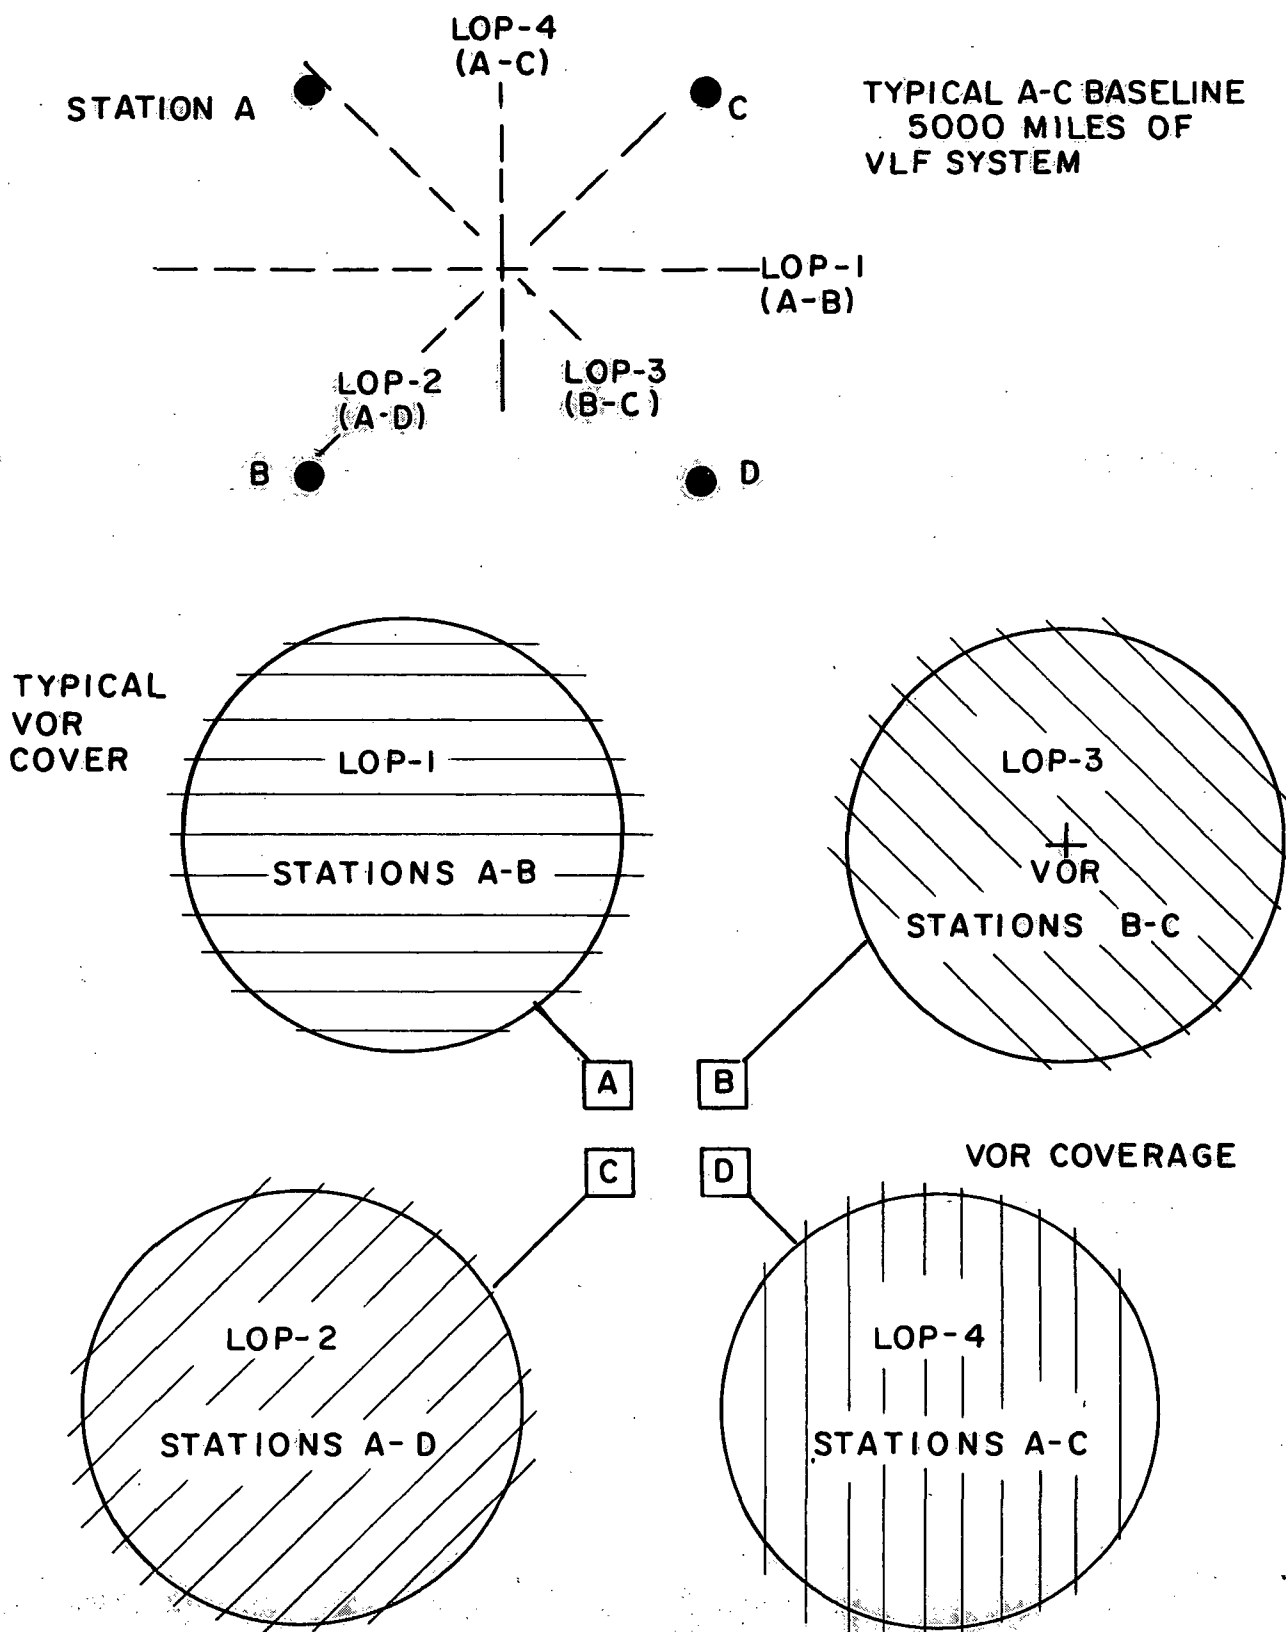 LOP-4
(A-C)
STATION A
C
TYPICAL A-C BASELINE
5000 MILES OF
VLF SYSTEM
LOP-1
(A-B)
LOP-2
(A-D)
LOP-3
(B-C)
B
D
TYPICAL
VOR
COVER
LOP-1
STATIONS A-B
LOP-3
VOR
STATIONS B-C
A
B
C
D
VOR COVERAGE
LOP-2
STATIONS A-D
LOP-4
STATIONS A-C